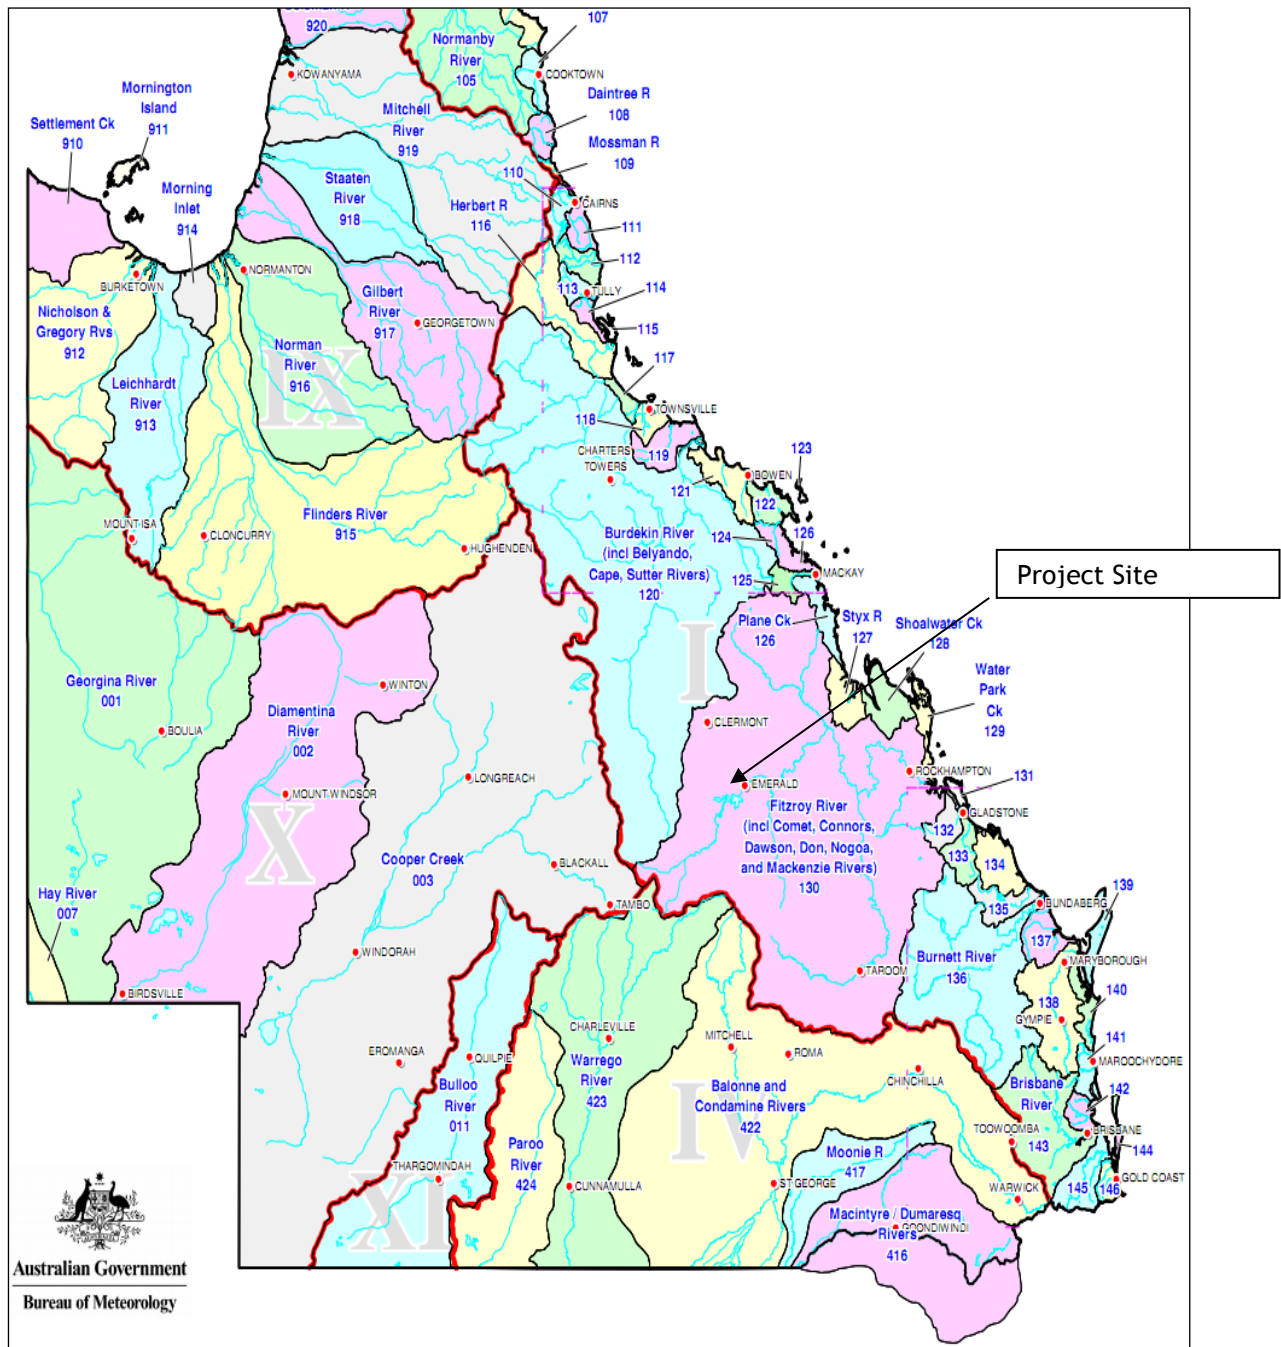 920
107
Normanby
River
105
COOKTOWN
KOWANYAMA
Mornington
Island
911
Daintree R
108
Mitchell
River
919
Settlement Ck
910
Mossman R
109
110
Staaten
River
918
Morning
Inlet
914
Herbert R
116
CAIRNS
111
112
NORMANTON
BURKETOWN
113
TULLY
114
Gilbert
River
917
GEORGETOWN
115
Nicholson &
Gregory Rvs
912
Norman
River
916
IX
117
Leichhardt
River
913
118
TOWNSVILLE
CHARTERS
TOWERS
119
123
BOWEN
121
122
Flinders River
915
MOUNT ISA
CLONCURRY
HUGHENDEN
Burdekin River
(incl Belyando,
Cape, Sutter Rivers)
120
124
126
125
MACKAY
Project Site
Plane Ck
126
Styx R
127
Shoalwater Ck
128
I
Water
Park
Ck
129
Georgina River
001
WINTON
Diamentina
River
002
CLERMONT
BOULIA
LONGREACH
ROCKHAMPTON
131
EMERALD
MOUNT WINDSOR
GLADSTONE
Fitzroy River
(incl Comet, Connors,
Dawson, Don, Nogoa,
and Mackenzie Rivers)
130
132
133
134
X
Cooper Creek
003
BLACKALL
139
Hay River
007
TAMBO
135
BUNDABERG
137
WINDORAH
Burnett River
136
MARYBOROUGH
TAROOM
BIRDSVILLE
138
140
GYMPIE
CHARLEVILLE
MITCHELL
ROMA
141
MAROOCHYDORE
EROMANGA
QUILPIE
Warrego
River
423
CHINCHILLA
Bulloo
River
011
Balonne and
Condamine Rivers
422
IV
Brisbane
River
143
142
TOOWOOMBA
BRISBANE
144
Paroo
River
424
Moonie R
417
THARGOMINDAH
XI
CUNNAMULLA
ST GEORGE
WARWICK
145
146
GOLD COAST
Macintyre / Dumaresq
Rivers
416
GOONDIWINDI
Australian Government
Bureau of Meteorology